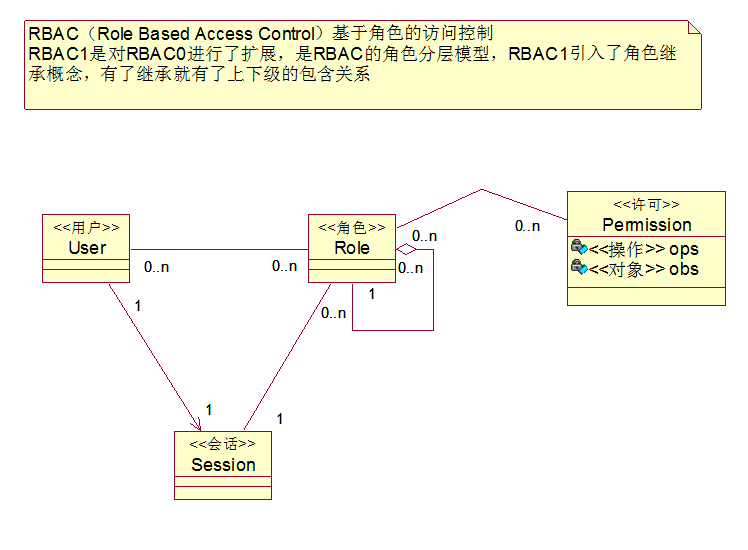 RBAC（Role Based Access Control）基于角色的访问控制
RBAC1是对RBAC0进行了扩展，是RBAC的角色分层模型，RBAC1引入了角色继
承概念，有了继承就有了上下级的包含关系
<<用户>>
User
0..n
0..n
<<角色>>
Role
0..n
0..n
1
0..n
0..n
<<许可>>
Permission
<<操作>> ops
<<对象>> obs
1
1
1
<<会话>>
Session